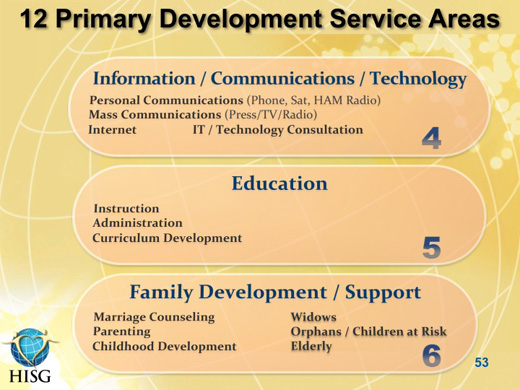 12 Primary Development Service Areas
Information / Communications / Technology
Personal Communications (Phone, Sat, HAM Radio)
Mass Communications (Press/TV/Radio)
Internet IT / Technology Consultation
4
Education
Instruction
Administration
Curriculum Development
5
Family Development / Support
Marriage Counseling Widows
Parenting Orphans / Children at Risk
Childhood Development Elderly
6
53
HISG